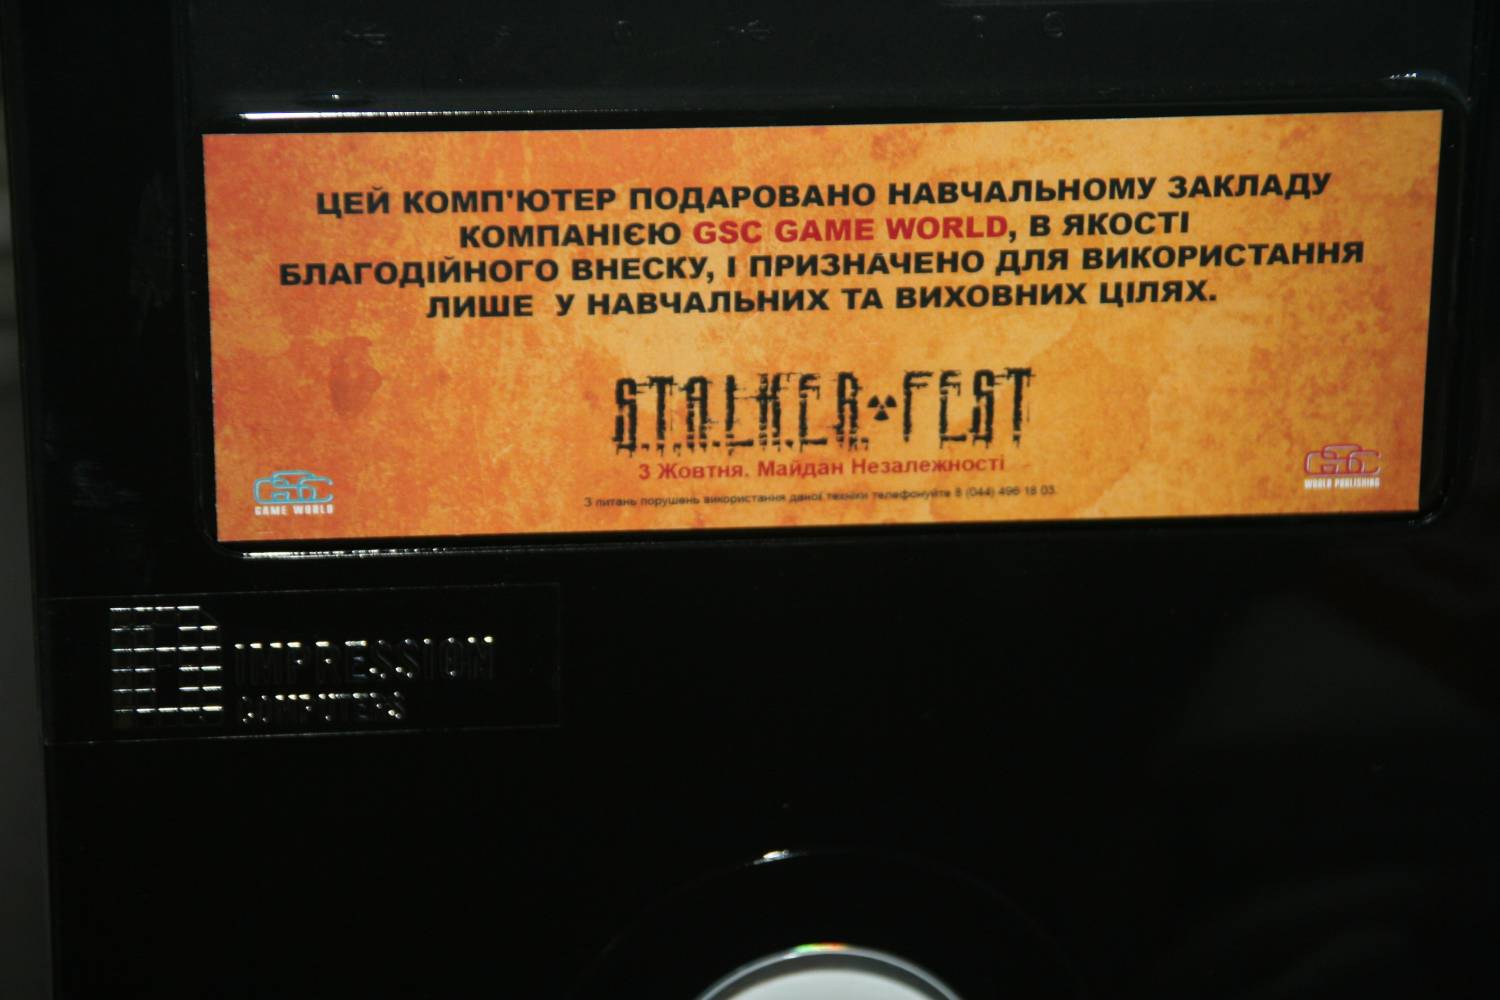 ЦЕЙ КОМП'ЮТЕР ПОДАРОВАНО НАВЧАЛЬНОМУ ЗАКЛАДУ
КОМПАНІЄЮ GSC GAME WORLD, В ЯКОСТІ
БЛАГОДІЙНОГО ВНЕСКУ, І ПРИЗНАЧЕНО ДЛЯ ВИКОРИСТАННЯ
ЛИШЕ У НАВЧАЛЬНИХ ТА ВИХОВНИХ ЦІЛЯХ.
S.T.A.L.K.E.R. FEST
3 Жовтня. Майдан Незалежності
З питань порушень використання даної техніки телефонуйте 8 (044) 496 18 03.
GSC
GAME WORLD
GSC
WORLD PUBLISHING
IMPRESSION
COMPUTERS